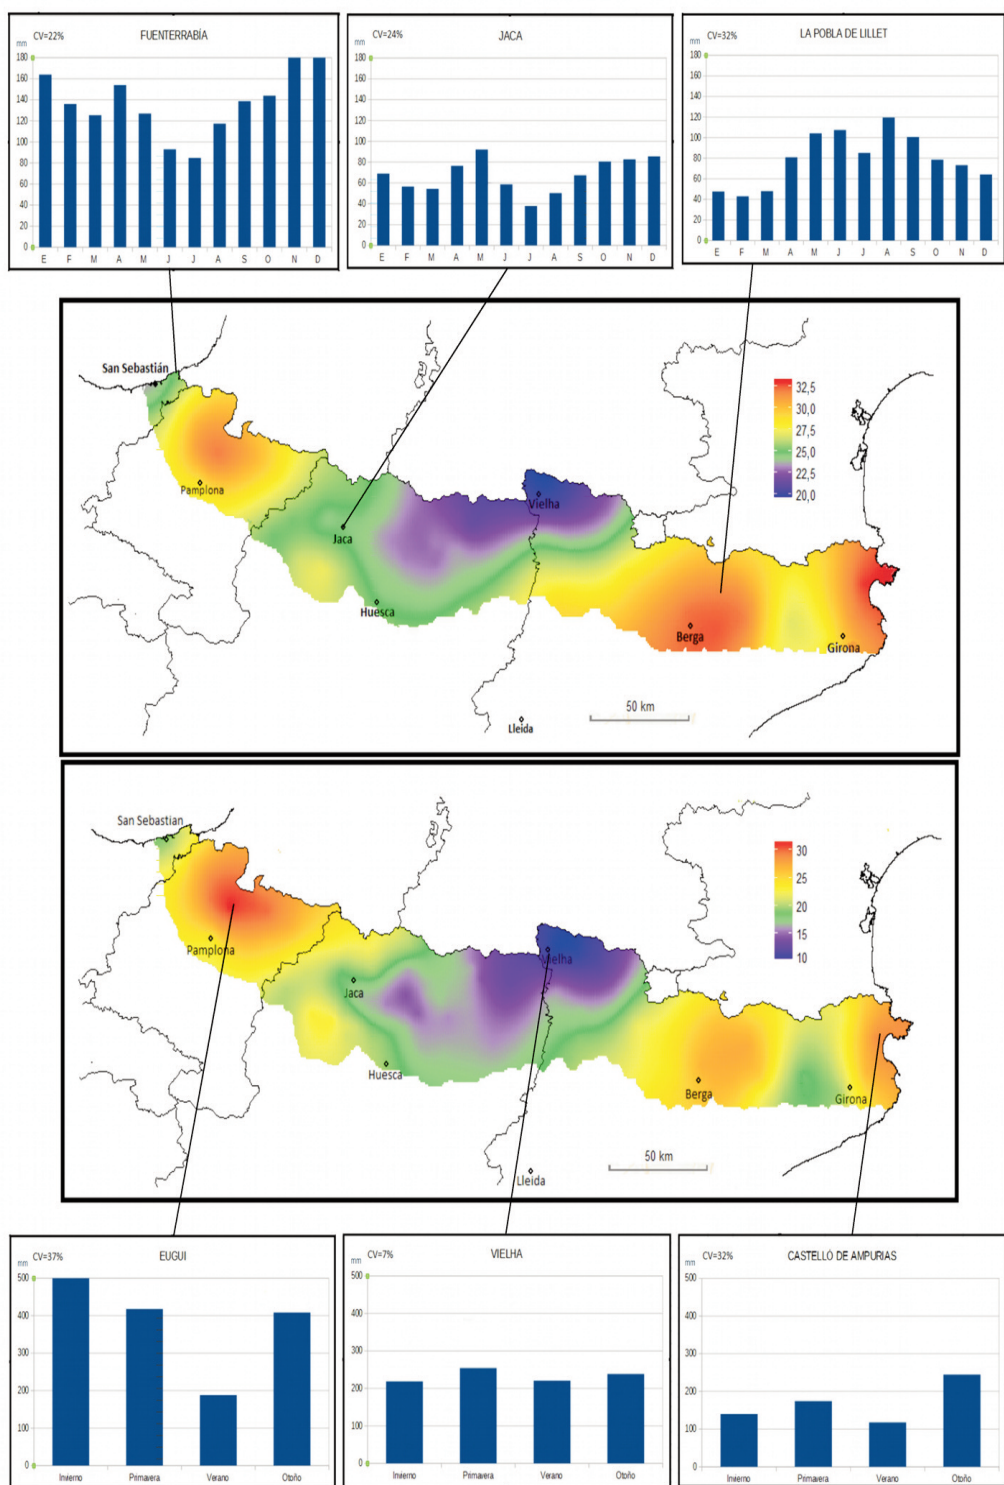 CV=22%
FUENTERRABÍA
mm
180
160
140
120
100
80
60
40
20
0
E F M A M J J A S O N D
CV=24%
JACA
mm
180
160
140
120
100
80
60
40
20
0
E F M A M J J A S O N D
CV=32%
LA POBLA DE LILLET
mm
180
160
140
120
100
80
60
40
20
0
E F M A M J J A S O N D
San Sebastián
Pamplona
Jaca
Huesca
Vielha
Lleida
Berga
Girona
32,5
30,0
27,5
25,0
22,5
20,0
50 km
San Sebastian
Pamplona
Jaca
Huesca
Vielha
Lleida
Berga
Girona
30
25
20
15
10
50 km
CV=37%
EUGUI
mm
500
400
300
200
100
0
Invierno Primavera Verano Otoño
CV=7%
VIELHA
mm
500
400
300
200
100
0
Invierno Primavera Verano Otoño
CV=32%
CASTELLÓ DE AMPURIAS
mm
500
400
300
200
100
0
Invierno Primavera Verano Otoño